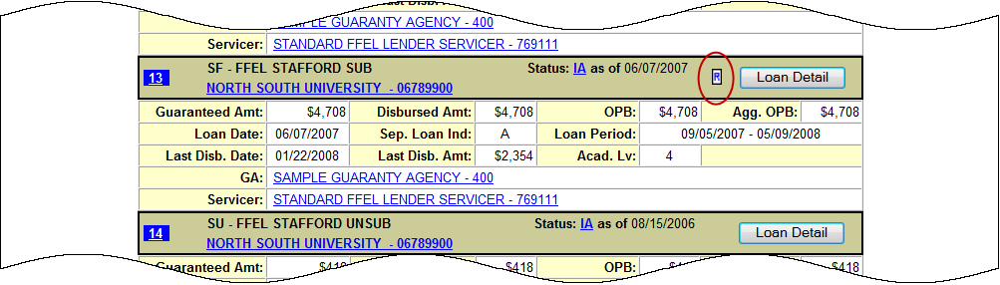 GUARANTY AGENCY - 400
Servicer: STANDARD FFEL LENDER SERVICER - 769111
13 SF - FFEL STAFFORD SUB Status: IA as of 06/07/2007 R Loan Detail
NORTH SOUTH UNIVERSITY - 06789900
Guaranteed Amt: $4,708 Disbursed Amt: $4,708 OPB: $4,708 Agg. OPB: $4,708
Loan Date: 06/07/2007 Sep. Loan Ind: A Loan Period: 09/05/2007 - 05/09/2008
Last Disb. Date: 01/22/2008 Last Disb. Amt: $2,354 Acad. Lv: 4
GA: SAMPLE GUARANTY AGENCY - 400
Servicer: STANDARD FFEL LENDER SERVICER - 769111
14 SU - FFEL STAFFORD UNSUB Status: IA as of 08/15/2006 Loan Detail
NORTH SOUTH UNIVERSITY - 06789900
Guaranteed Amt: $418 $418 OPB: $418